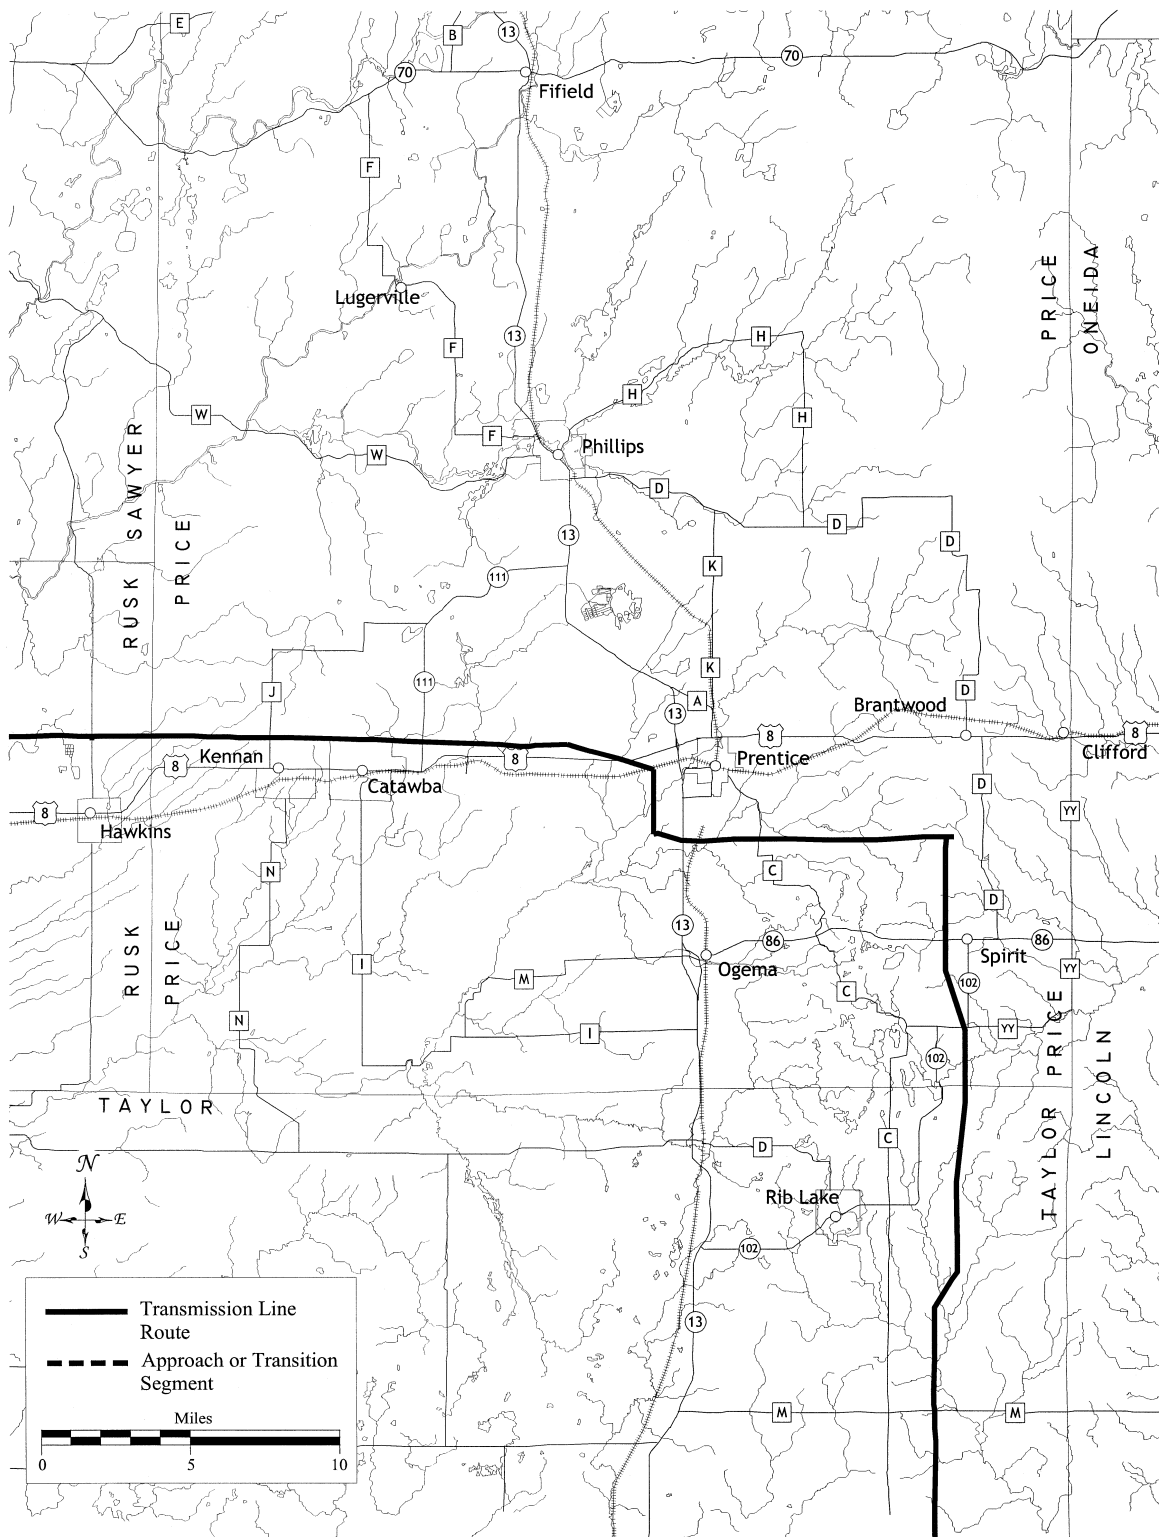 E
B
13
70
70
Fifield
F
PRICE
ONEIDA
Lugerville
13
H
F
H
W
H
F
Phillips
W
SAWYER
D
PRICE
D
13
D
K
111
RUSK
K
111
J
D
A
Brantwood
13
8
8
Kennan
8
8
Prentice
Clifford
Catawba
D
YY
8
Hawkins
N
C
D
13
86
86
RUSK
PRICE
Spirit
I
M
Ogema
YY
102
C
N
I
YY
PRICE
102
LINCOLN
TAYLOR
TAYLOR
C
D
N
Rib Lake
W E
S
102
Transmission Line
Route
13
Approach or Transition
Segment
Miles
M
M
0 5 10